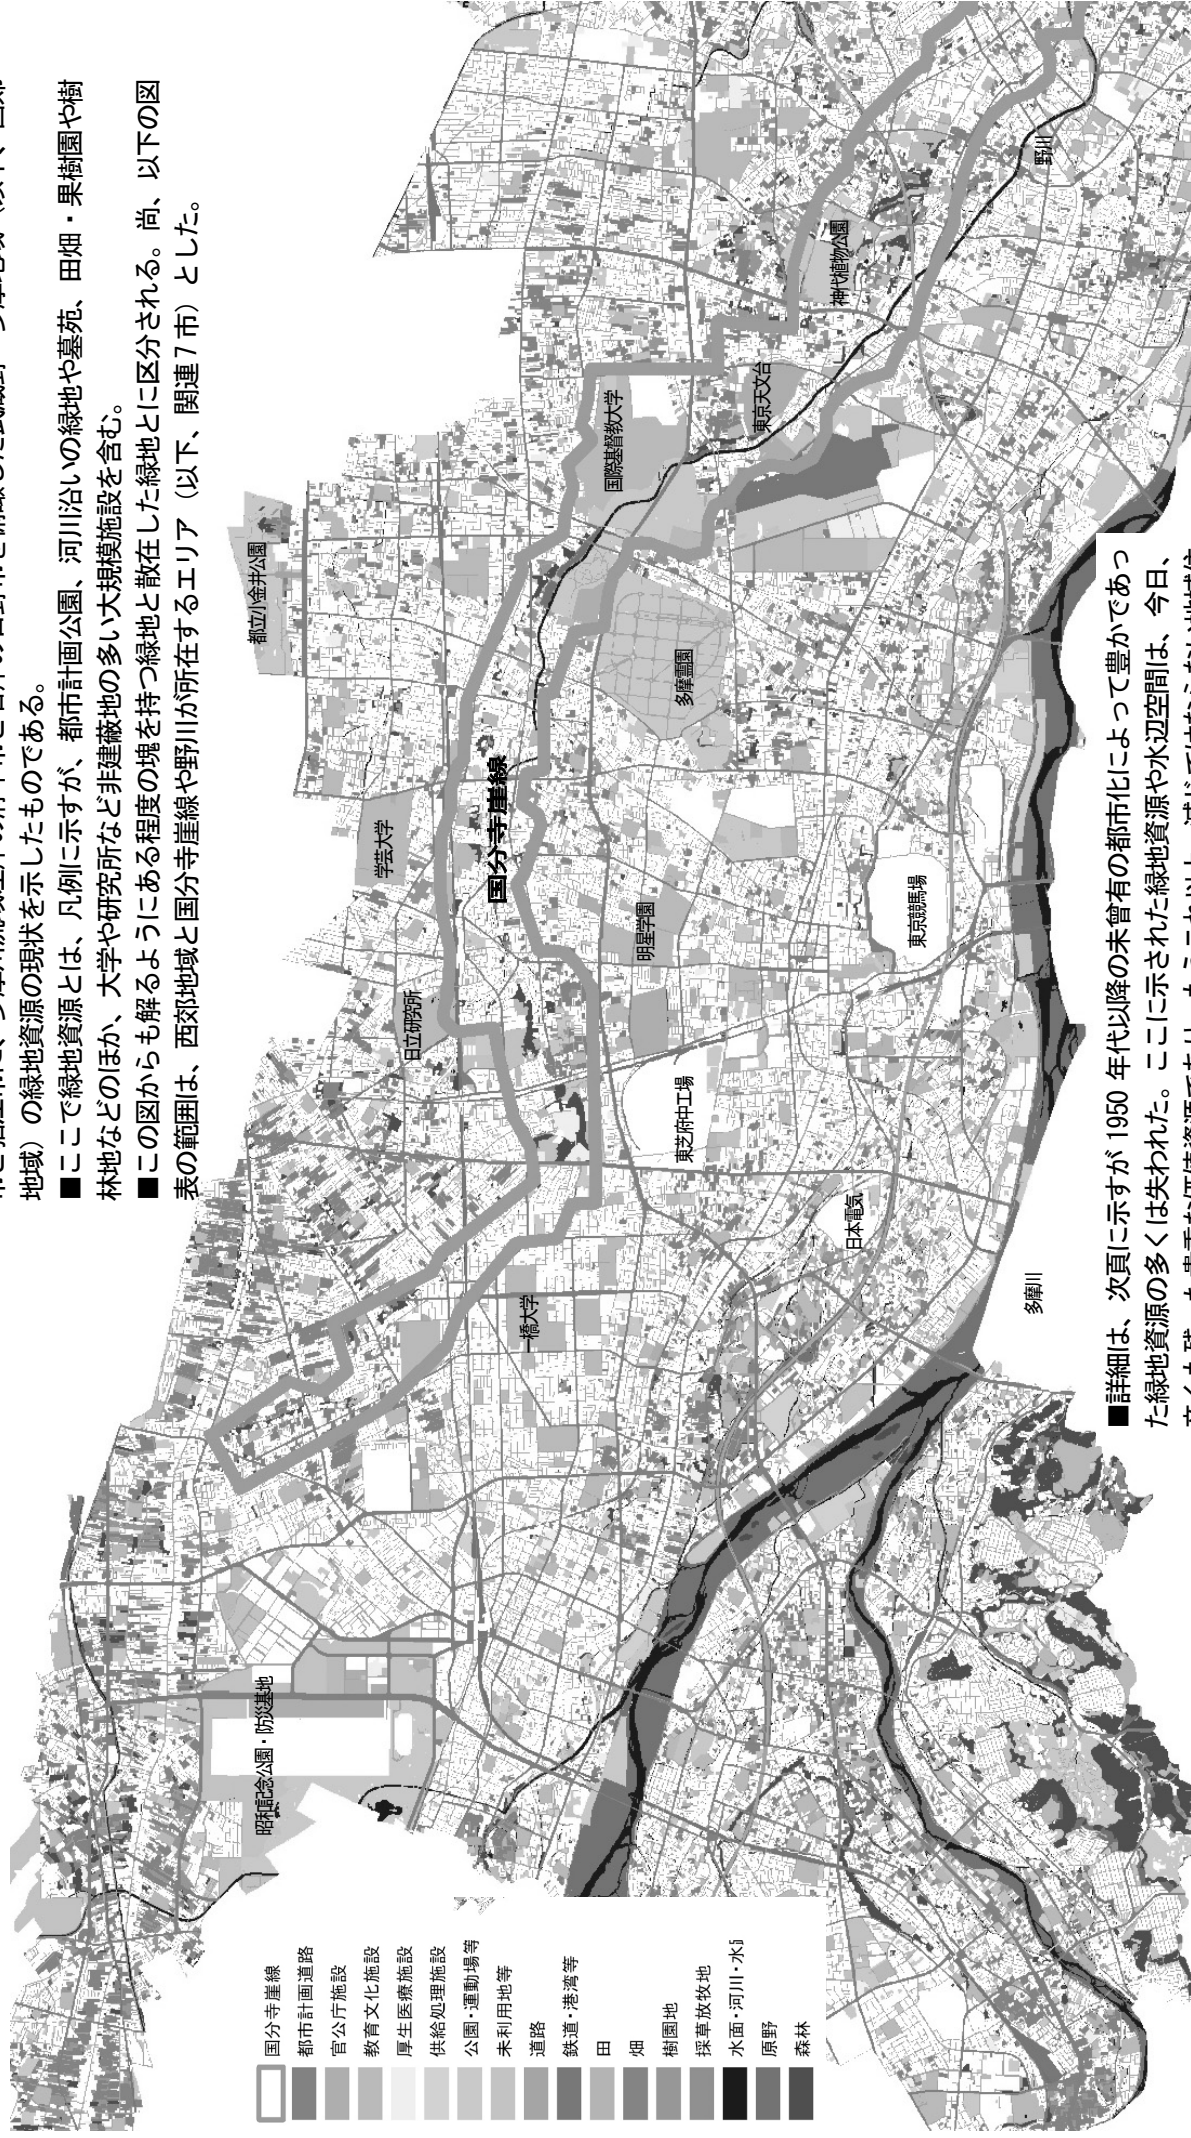 地域）の緑地資源の現状を示したものである。
■ここで緑地資源とは、凡例に示すが、都市計画公園、河川沿いの緑地や墓苑、田畑・果樹園や樹
林地などのほか、大学や研究所など非建蔽地の多い大規模施設を含む。
■この図からも解るようにある程度の塊を持つ緑地と散在した緑地とに区分される。尚、以下の図
表の範囲は、西郊地域と国分寺崖線や野川が所在するエリア（以下、関連７市）とした。
都立小金井公園
学芸大学
日立研究所
国分寺崖線
国際基督教大学
東京天文台
神代植物公園
野川
多摩霊園
明星学園
東芝府中工場
東京競馬場
日本電気
一橋大学
多摩川
昭和記念公園・防災基地
国分寺崖線
都市計画道路
官公庁施設
教育文化施設
厚生医療施設
供給処理施設
公園・運動場等
未利用地等
道路
鉄道・港湾等
田
畑
樹園地
採草放牧地
水面・河川・水
原野
森林
■詳細は、次頁に示すが 1950 年代以降の未曾有の都市化によって豊かであっ
た緑地資源の多くは失われた。ここに示された緑地資源や水辺空間は、今日、